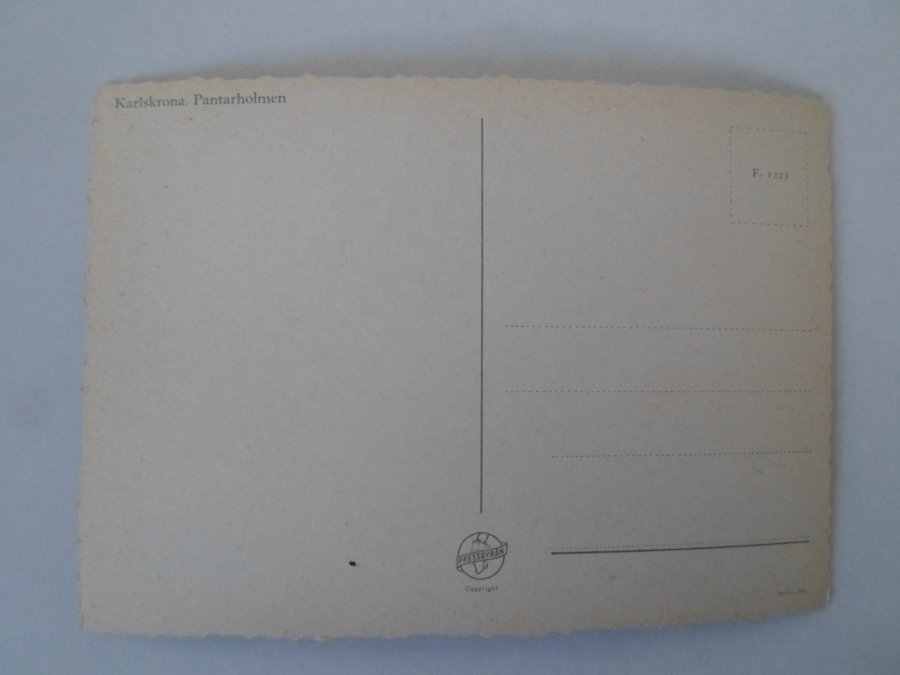 Karlskrona. Pantarholmen
F. 1223
PRESSBYRÅN
Copyright